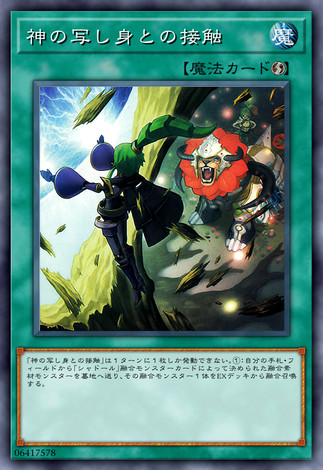 神の写し身との接触
魔
【魔法カード】
「神の写し身との接触」は1ターンに1枚しか発動できない。①:自分の手札・フ
ィールドから「シャドール」融合モンスターカードによって決められた融合素
材モンスターを墓地へ送り、その融合モンスター1体をEXデッキから融合召喚
する。
06417578